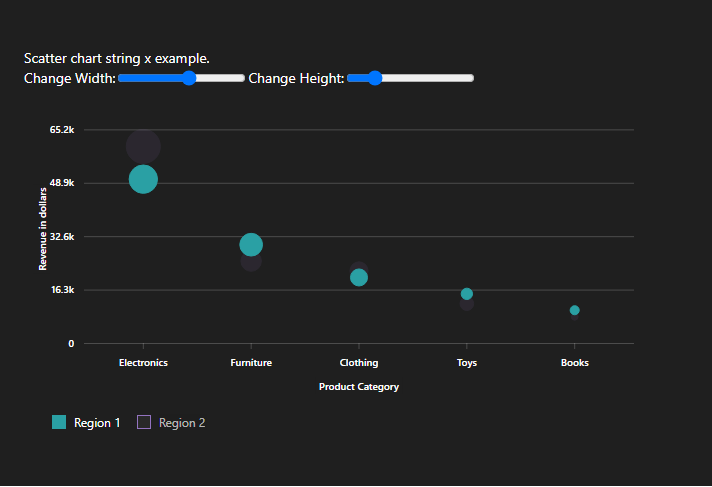 Scatter chart string x example.
Change Width: Change Height:
65.2k
48.9k
32.6k
16.3k
0
Revenue in dollars
Electronics Furniture Clothing Toys Books
Product Category
Region 1 Region 2